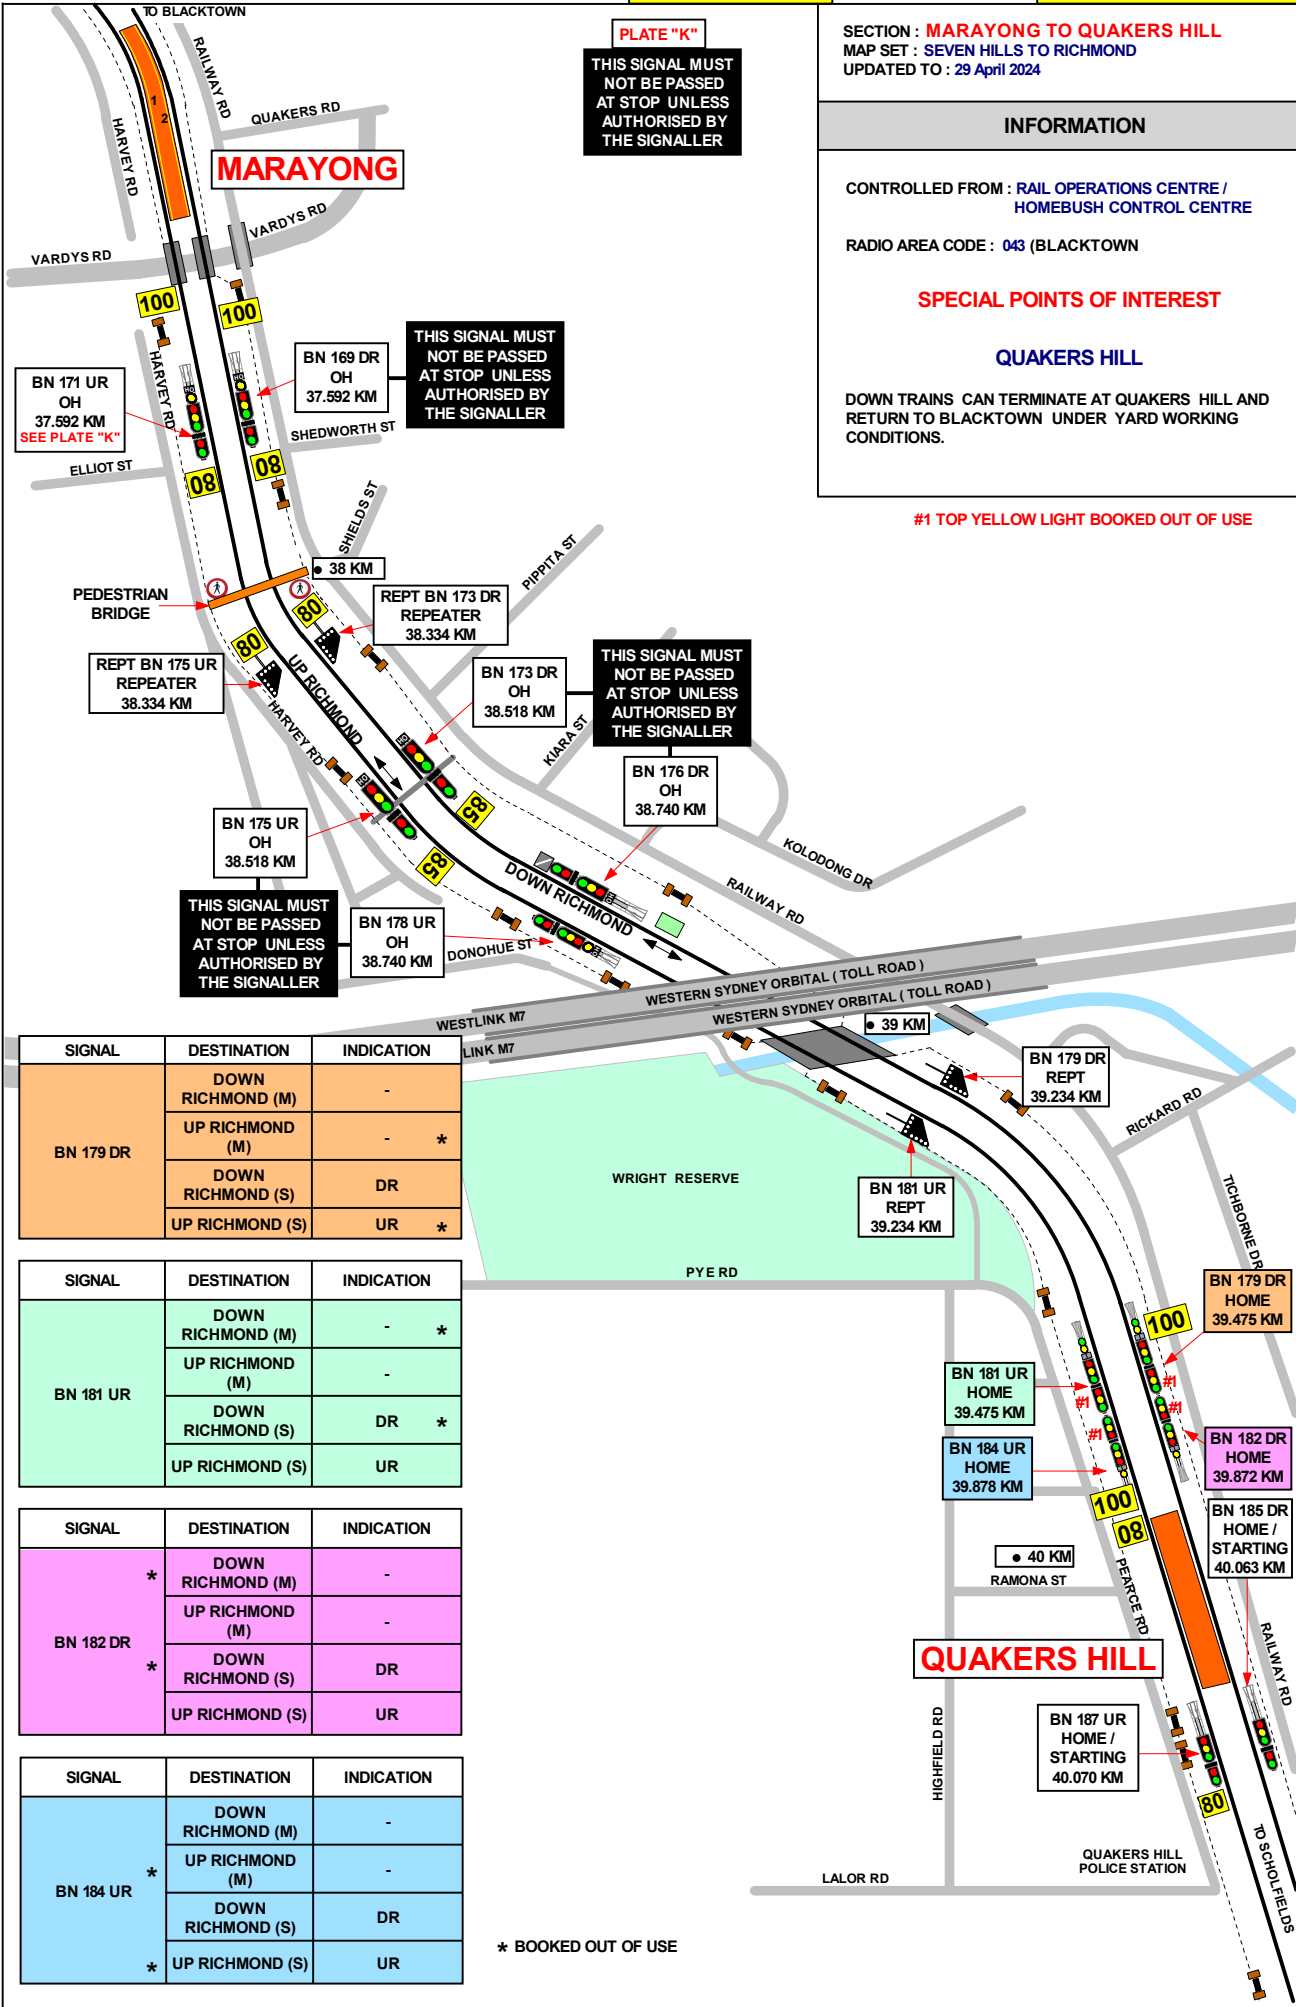 TO BLACKTOWN
PLATE "K"
THIS SIGNAL MUST
NOT BE PASSED
AT STOP UNLESS
AUTHORISED BY
THE SIGNALLER
SECTION : MARAYONG TO QUAKERS HILL
MAP SET : SEVEN HILLS TO RICHMOND
UPDATED TO : 29 April 2024
INFORMATION
CONTROLLED FROM : RAIL OPERATIONS CENTRE /
HOMEBUSH CONTROL CENTRE
RADIO AREA CODE : 043 (BLACKTOWN
SPECIAL POINTS OF INTEREST
QUAKERS HILL
DOWN TRAINS CAN TERMINATE AT QUAKERS HILL AND
RETURN TO BLACKTOWN UNDER YARD WORKING
CONDITIONS.
#1 TOP YELLOW LIGHT BOOKED OUT OF USE
RAILWAY RD
HARVEY RD
1
2
QUAKERS RD
MARAYONG
VARDYS RD
VARDYS RD
100
100
HARVEY RD
BN 171 UR
OH
37.592 KM
SEE PLATE "K"
BN 169 DR
OH
37.592 KM
THIS SIGNAL MUST
NOT BE PASSED
AT STOP UNLESS
AUTHORISED BY
THE SIGNALLER
SHEDWORTH ST
ELLIOT ST
80
80
SHIELDS ST
38 KM
PIPPITA ST
PEDESTRIAN
BRIDGE
80
80
REPT BN 173 DR
REPEATER
38.334 KM
REPT BN 175 UR
REPEATER
38.334 KM
UP RICHMOND
HARVEY RD
BN 173 DR
OH
38.518 KM
THIS SIGNAL MUST
NOT BE PASSED
AT STOP UNLESS
AUTHORISED BY
THE SIGNALLER
KIARA ST
BN 176 DR
OH
38.740 KM
85
85
BN 175 UR
OH
38.518 KM
THIS SIGNAL MUST
NOT BE PASSED
AT STOP UNLESS
AUTHORISED BY
THE SIGNALLER
BN 178 UR
OH
38.740 KM
DOWN RICHMOND
KOLODONG DR
RAILWAY RD
DONOHUE ST
WESTERN SYDNEY ORBITAL ( TOLL ROAD )
WESTERN SYDNEY ORBITAL ( TOLL ROAD )
WESTLINK M7
LINK M7
39 KM
BN 179 DR
REPT
39.234 KM
RICKARD RD
BN 181 UR
REPT
39.234 KM
WRIGHT RESERVE
TICHBORNE DR
PYE RD
BN 179 DR
HOME
39.475 KM
100
BN 181 UR
HOME
39.475 KM
#1
#1
#1
#1
BN 184 UR
HOME
39.878 KM
BN 182 DR
HOME
39.872 KM
100
80
BN 185 DR
HOME /
STARTING
40.063 KM
40 KM
RAMONA ST
PEARCE RD
QUAKERS HILL
RAILWAY RD
HIGHFIELD RD
BN 187 UR
HOME /
STARTING
40.070 KM
80
TO SCHOLFIELDS
QUAKERS HILL
POLICE STATION
LALOR RD
SIGNAL DESTINATION INDICATION
BN 179 DR
DOWN
RICHMOND (M) -
UP RICHMOND
(M) - *
DOWN
RICHMOND (S) DR
UP RICHMOND (S) UR *
SIGNAL DESTINATION INDICATION
BN 181 UR
DOWN
RICHMOND (M) - *
UP RICHMOND
(M) -
DOWN
RICHMOND (S) DR *
UP RICHMOND (S) UR
SIGNAL DESTINATION INDICATION
BN 182 DR
* DOWN
RICHMOND (M) -
UP RICHMOND
(M) -
* DOWN
RICHMOND (S) DR
UP RICHMOND (S) UR
SIGNAL DESTINATION INDICATION
BN 184 UR
DOWN
RICHMOND (M) -
* UP RICHMOND
(M) -
DOWN
RICHMOND (S) DR
* UP RICHMOND (S) UR
* BOOKED OUT OF USE